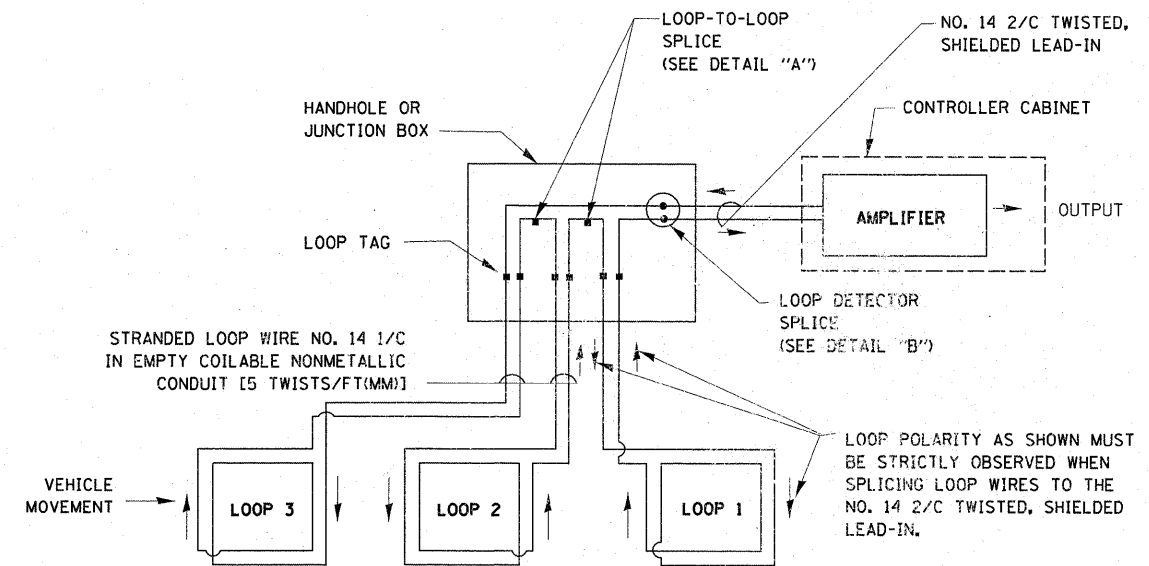 LOOP-TO-LOOP
SPLICE
(SEE DETAIL "A")
NO. 14 2/C TWISTED,
SHIELDED LEAD-IN
HANDHOLE OR
JUNCTION BOX
CONTROLLER CABINET
AMPLIFIER
OUTPUT
LOOP TAG
LOOP DETECTOR
SPLICE
(SEE DETAIL "B")
STRANDED LOOP WIRE NO. 14 1/C
IN EMPTY COILABLE NONMETALLIC
CONDUIT [5 TWISTS/FT(MM)]
LOOP POLARITY AS SHOWN MUST
BE STRICTLY OBSERVED WHEN
SPLICING LOOP WIRES TO THE
NO. 14 2/C TWISTED, SHIELDED
LEAD-IN.
VEHICLE
MOVEMENT
LOOP 3
LOOP 2
LOOP 1